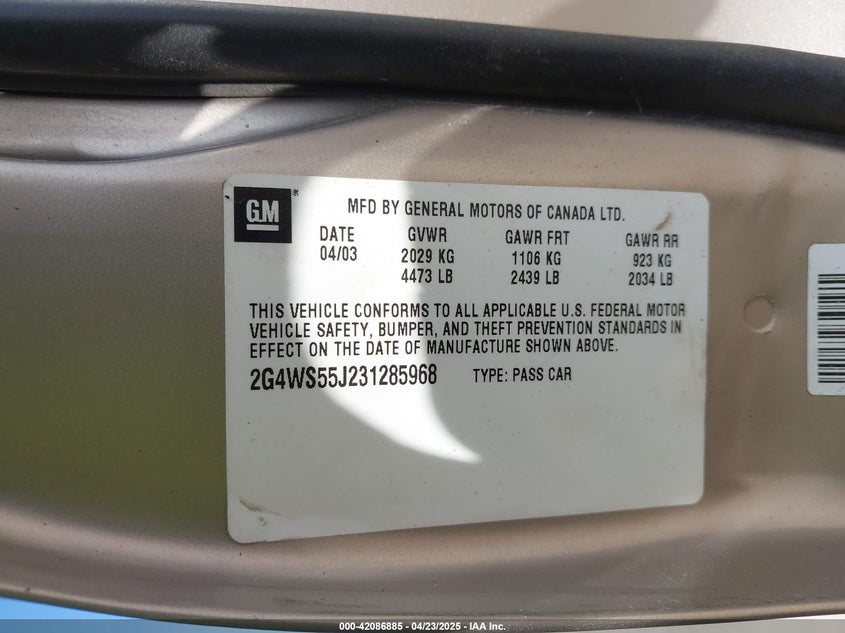 GM®
MFD BY GENERAL MOTORS OF CANADA LTD.
DATE GVWR GAWR FRT GAWR RR
04/03 2029 KG 1106 KG 923 KG
4473 LB 2439 LB 2034 LB
THIS VEHICLE CONFORMS TO ALL APPLICABLE U.S. FEDERAL MOTOR
VEHICLE SAFETY, BUMPER, AND THEFT PREVENTION STANDARDS IN
EFFECT ON THE DATE OF MANUFACTURE SHOWN ABOVE.
2G4WS55J231285968 TYPE: PASS CAR
000-42086885 - 04/23/2025 - IAA Inc.